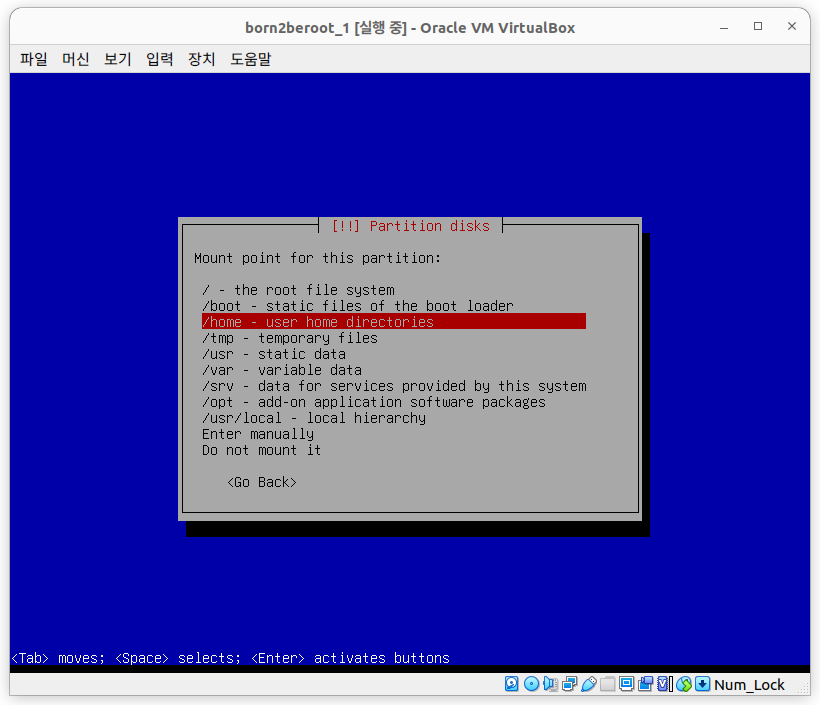 born2beroot_1 [실행 중] - Oracle VM VirtualBox
파일 머신 보기 입력 장치 도움말
[!!] Partition disks
Mount point for this partition:
/ - the root file system
/boot - static files of the boot loader
/home - user home directories
/tmp - temporary files
/usr - static data
/var - variable data
/srv - data for services provided by this system
/opt - add-on application software packages
/usr/local - local hierarchy
Enter manually
Do not mount it
<Go Back>
<Tab> moves; <Space> selects; <Enter> activates buttons
Num_Lock